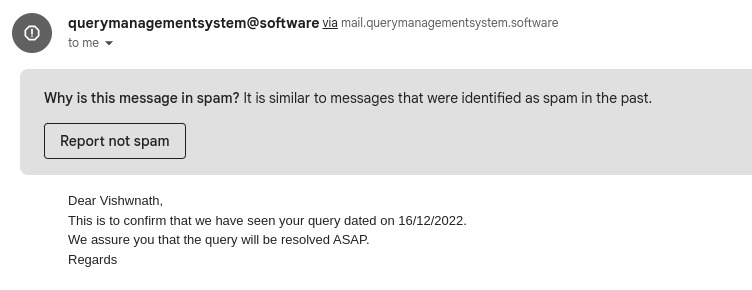 querymanagementsystem@software via mail.querymanagementsystem.software
to me
Why is this message in spam? It is similar to messages that were identified as spam in the past.
Report not spam
Dear Vishwnath,
This is to confirm that we have seen your query dated on 16/12/2022.
We assure you that the query will be resolved ASAP.
Regards